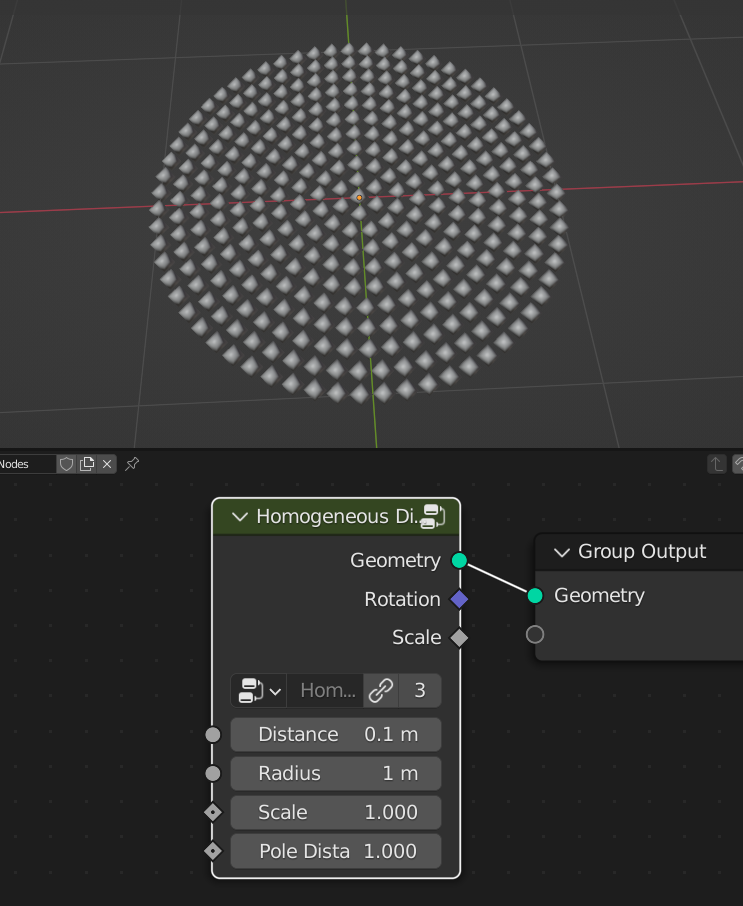 Nodes
Homogeneous Di..
Group Output
Geometry
Geometry
Rotation
Scale
Hom... 3
Distance 0.1 m
Radius 1 m
Scale 1.000
Pole Dista 1.000